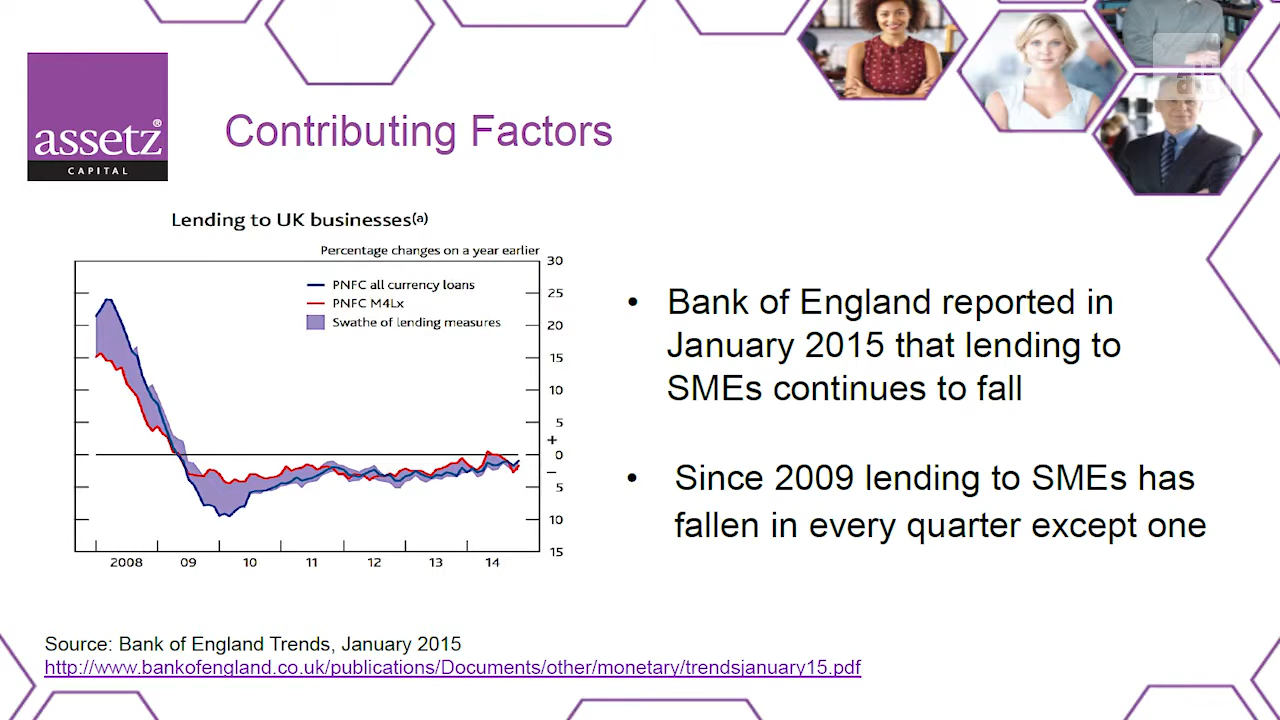 assetz®
CAPITAL
Contributing Factors
Lending to UK businesses(a)
Percentage changes on a year earlier
PNFC all currency loans
PNFC M4Lx
Swathe of lending measures
30
25
20
15
10
5
+
0
–
5
10
15
2008 09 10 11 12 13 14
• Bank of England reported in
January 2015 that lending to
SMEs continues to fall
• Since 2009 lending to SMEs has
fallen in every quarter except one
Source: Bank of England Trends, January 2015
http://www.bankofengland.co.uk/publications/Documents/other/monetary/trendsjanuary15.pdf